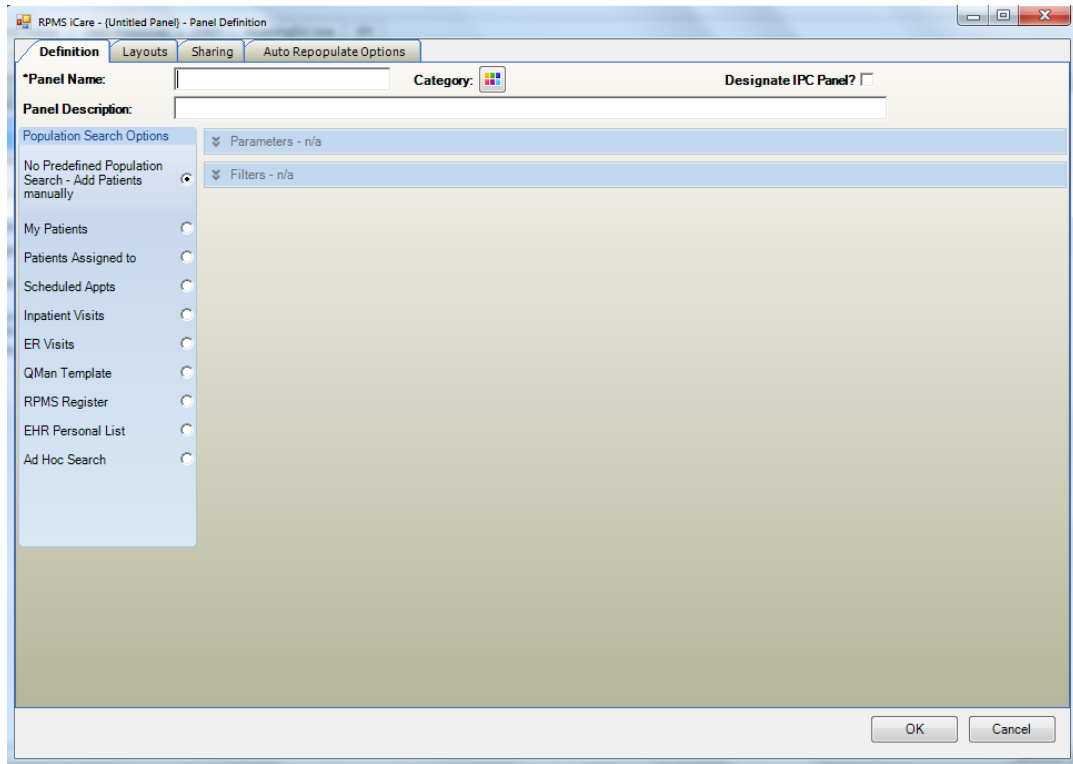 RPMS iCare - {Untitled Panel} - Panel Definition
Definition Layouts Sharing Auto Repopulate Options
*Panel Name: Category: Designate IPC Panel?
Panel Description:
Population Search Options
Parameters - n/a
No Predefined Population
Search - Add Patients
manually
Filters - n/a
My Patients
Patients Assigned to
Scheduled Appts
Inpatient Visits
ER Visits
QMan Template
RPMS Register
EHR Personal List
Ad Hoc Search
OK Cancel